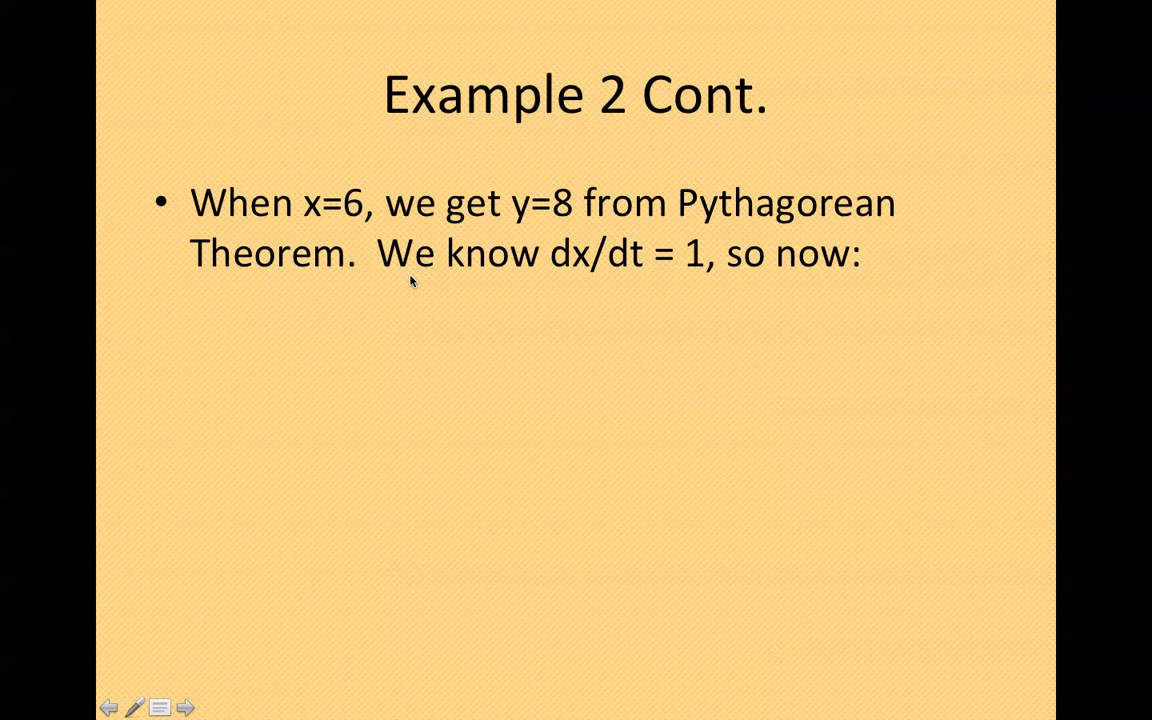 Example 2 Cont.
• When x=6, we get y=8 from Pythagorean
Theorem.  We know dx/dt = 1, so now: